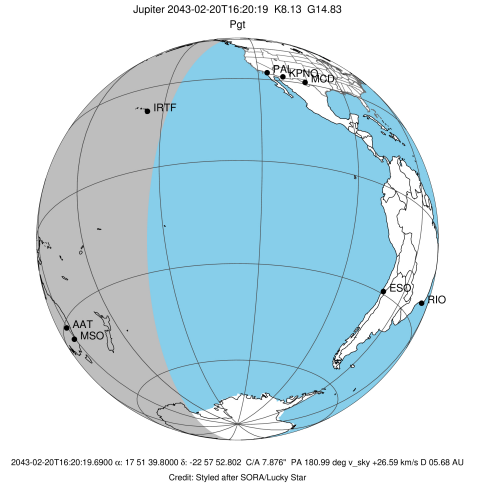 Jupiter 2043-02-20T16:20:19 K8.13 G14.83
Pgt
PAL
KPNO
MCD
IRTF
ESO
RIO
AAT
MSO
2043-02-20T16:20:19.6900 α: 17 51 39.8000 δ: -22 57 52.802 C/A 7.876" PA 180.99 deg v_sky +26.59 km/s D 05.68 AU
Credit: Styled after SORA/Lucky Star